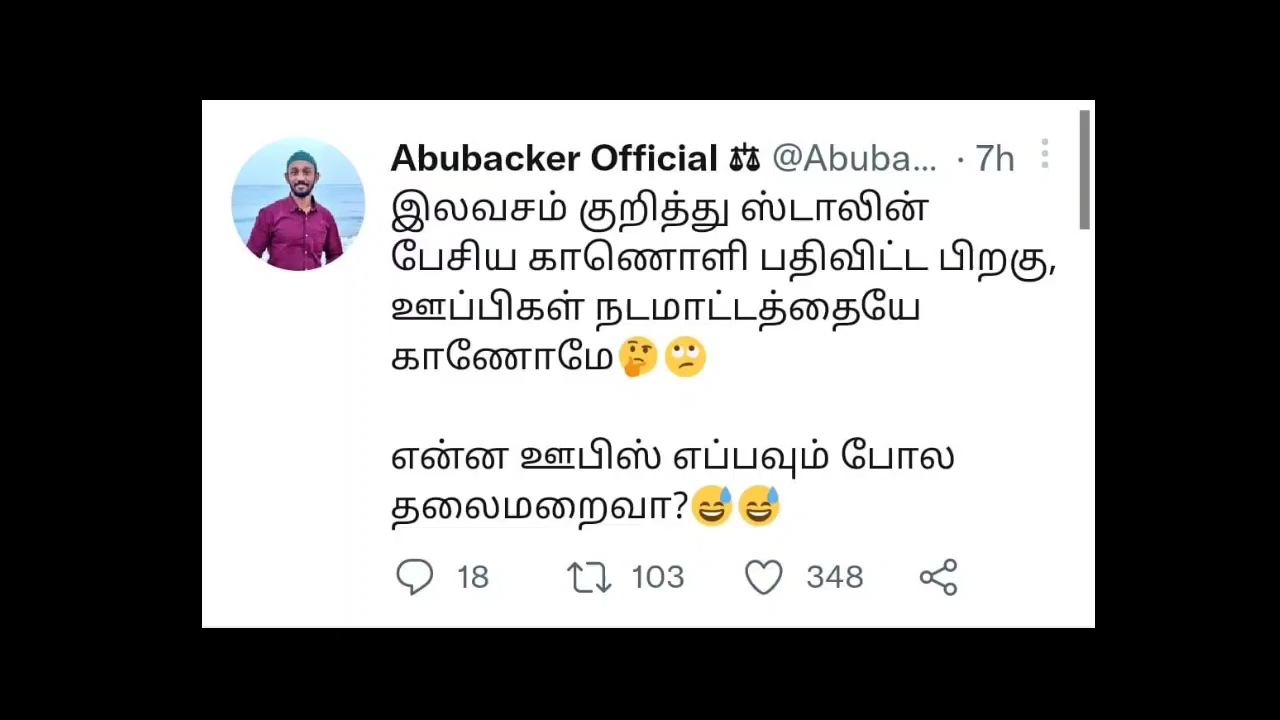 Abubacker Official ⚖⚖ @Abuba... · 7h
இலவசம் குறித்து ஸ்டாலின்
பேசிய காணொளி பதிவிட்ட பிறகு,
ஊப்பிகள் நடமாட்டத்தையே
காணோமே🤔🙄
என்ன ஊபிஸ் எப்பவும் போல
தலைமறைவா?😅😅
18 103 348